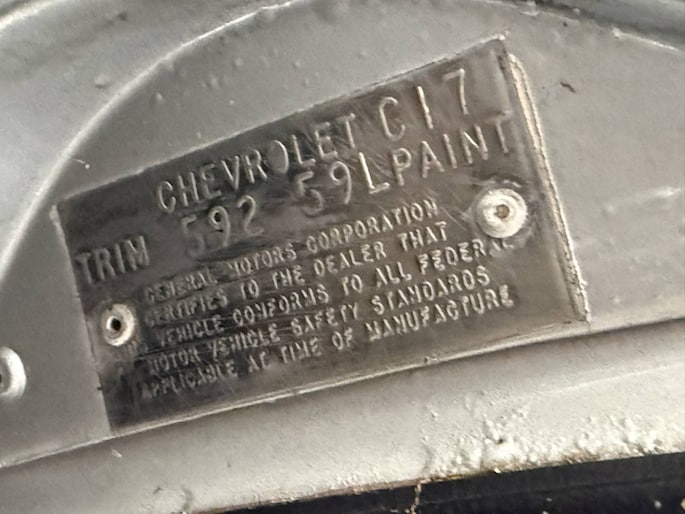 CHEVROLET C17
TRIM 592 59L PAINT
GENERAL MOTORS CORPORATION
CERTIFIES TO THE DEALER THAT
THIS VEHICLE CONFORMS TO ALL FEDERAL
MOTOR VEHICLE SAFETY STANDARDS
APPLICABLE AT TIME OF MANUFACTURE